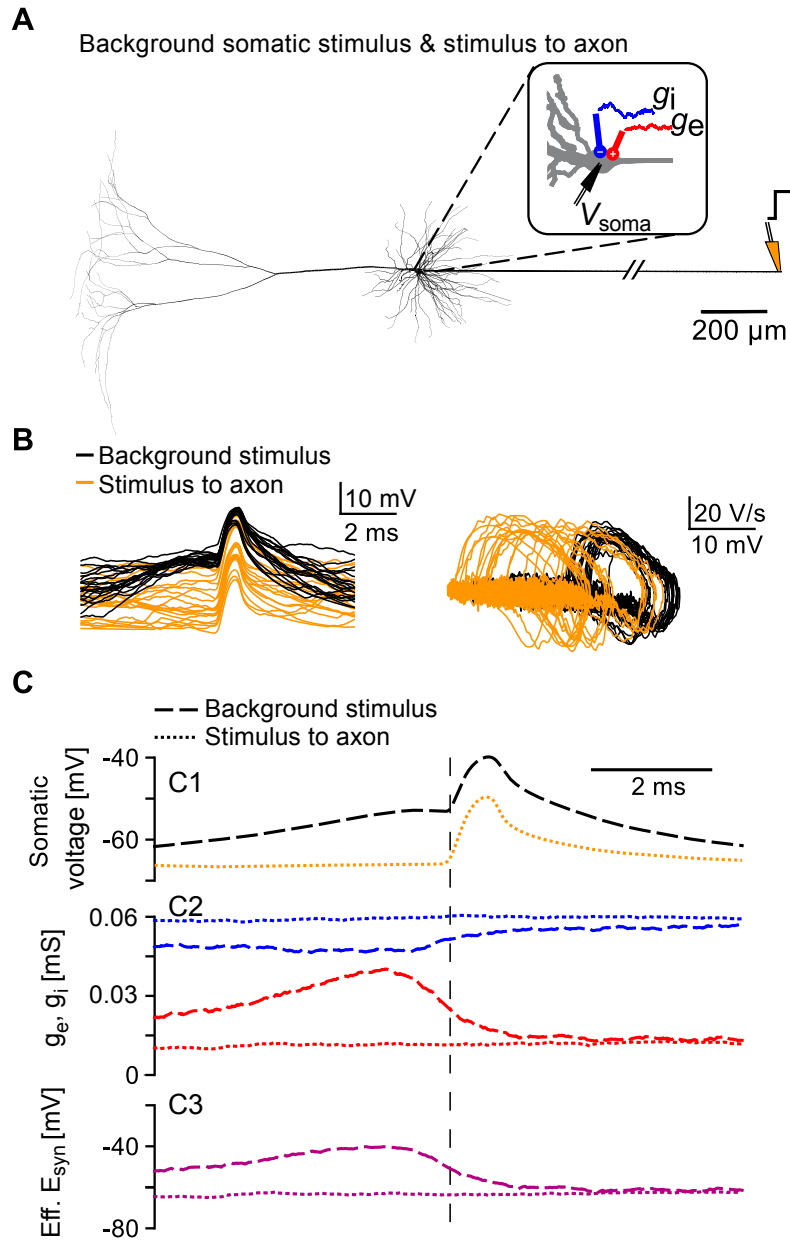 A
Background somatic stimulus & stimulus to axon
gi
ge
Vsoma
200 µm
B
Background stimulus
Stimulus to axon
10 mV
2 ms
20 V/s
10 mV
C
Background stimulus
Stimulus to axon
Somatic
voltage [mV]
-40
-60
C1
2 ms
ge, gi [mS]
0.06
0.03
0
C2
Eff. Esyn [mV]
-40
-80
C3